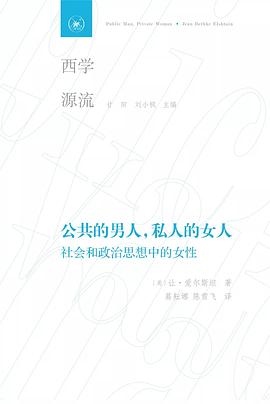 Public Man, Private Woman ◆ Jean Bethke Elshtain
西学
源流
甘阳 刘小枫 主编
公共的男人，私人的女人
社会和政治思想中的女性
（美）让·爱尔斯坦 著
葛耘娜 陈雪飞 译